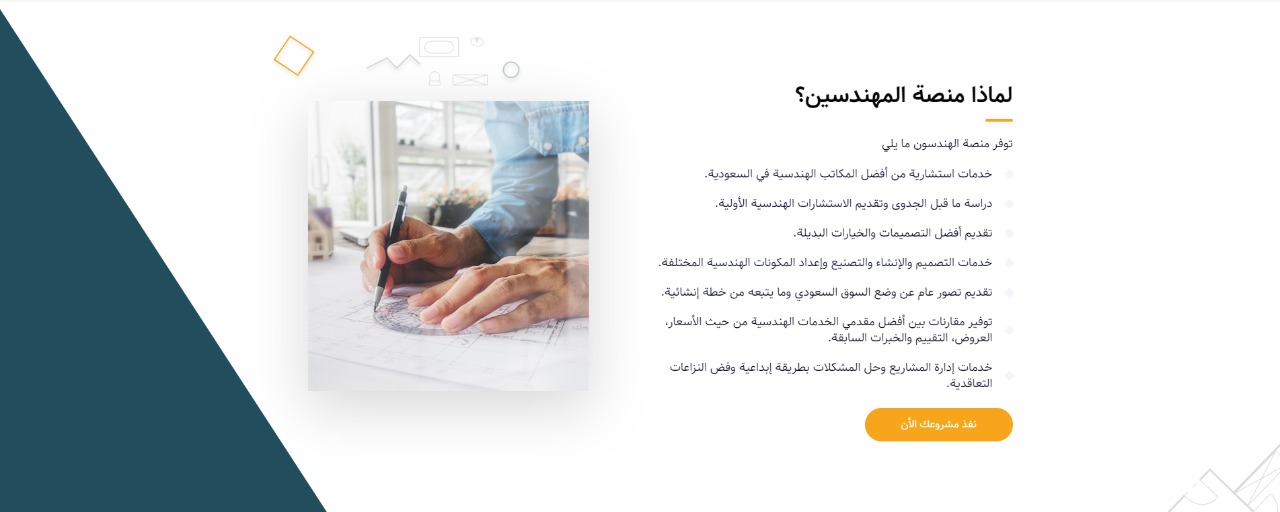 لماذا منصة المهندسين؟
توفر منصة الهندسون ما يلي
خدمات استشارية من أفضل المكاتب الهندسية في السعودية.
دراسة ما قبل الجدوى وتقديم الاستشارات الهندسية الأولية.
تقديم أفضل التصميمات والخيارات البديلة.
خدمات التصميم والإنشاء والتصنيع وإعداد المكونات الهندسية المختلفة.
تقديم تصور عام عن وضع السوق السعودي وما يتبعه من خطة إنشائية.
توفير مقارنات بين أفضل مقدمي الخدمات الهندسية من حيث الأسعار،
العروض، التقييم والخبرات السابقة.
خدمات إدارة المشاريع وحل المشكلات بطريقة إبداعية وفض النزاعات
التعاقدية.
نفذ مشروعك الأن